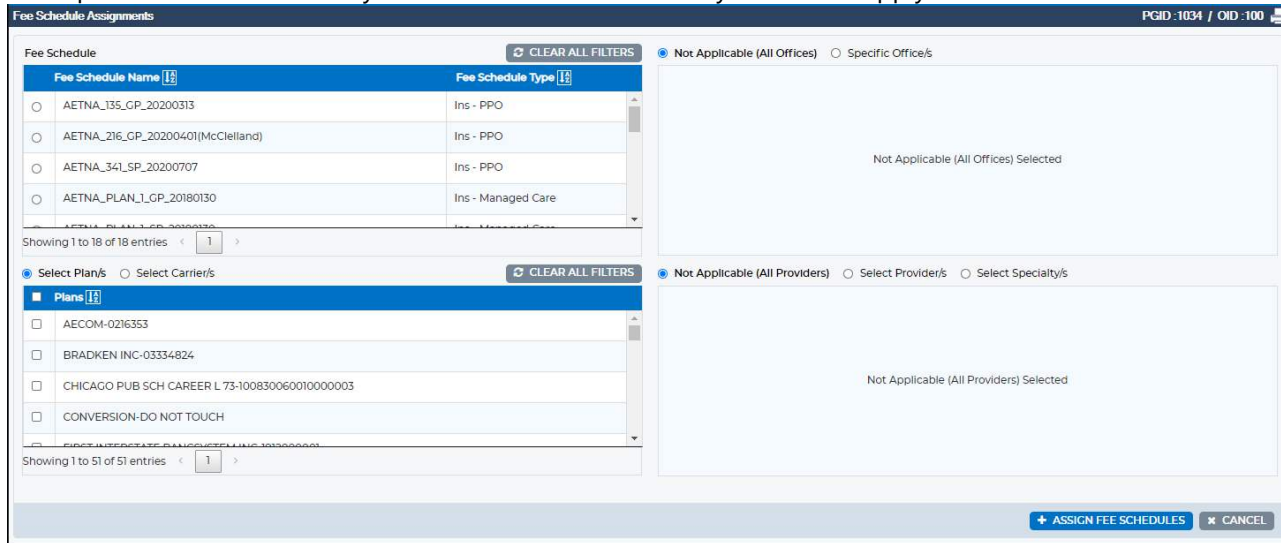 Fee Schedule Assignments PGID :1034 / OID :100
Fee Schedule CLEAR ALL FILTERS Not Applicable (All Offices) Specific Office/s
Fee Schedule Name Fee Schedule Type
AETNA_135_GP_20200313 Ins - PPO
AETNA_216_GP_20200401(McClelland) Ins - PPO
AETNA_341_SP_20200707 Ins - PPO
Not Applicable (All Offices) Selected
AETNA_PLAN_1_GP_20180130 Ins - Managed Care
Showing 1 to 18 of 18 entries < 1 >
Select Plan/s Select Carrier/s CLEAR ALL FILTERS Not Applicable (All Providers) Select Provider/s Select Specialty/s
Plans
AECOM-0216353
BRADKEN INC-03334824
CHICAGO PUB SCH CAREER L 73-100830060010000003
Not Applicable (All Providers) Selected
CONVERSION-DO NOT TOUCH
Showing 1 to 51 of 51 entries < 1 >
+ ASSIGN FEE SCHEDULES x CANCEL